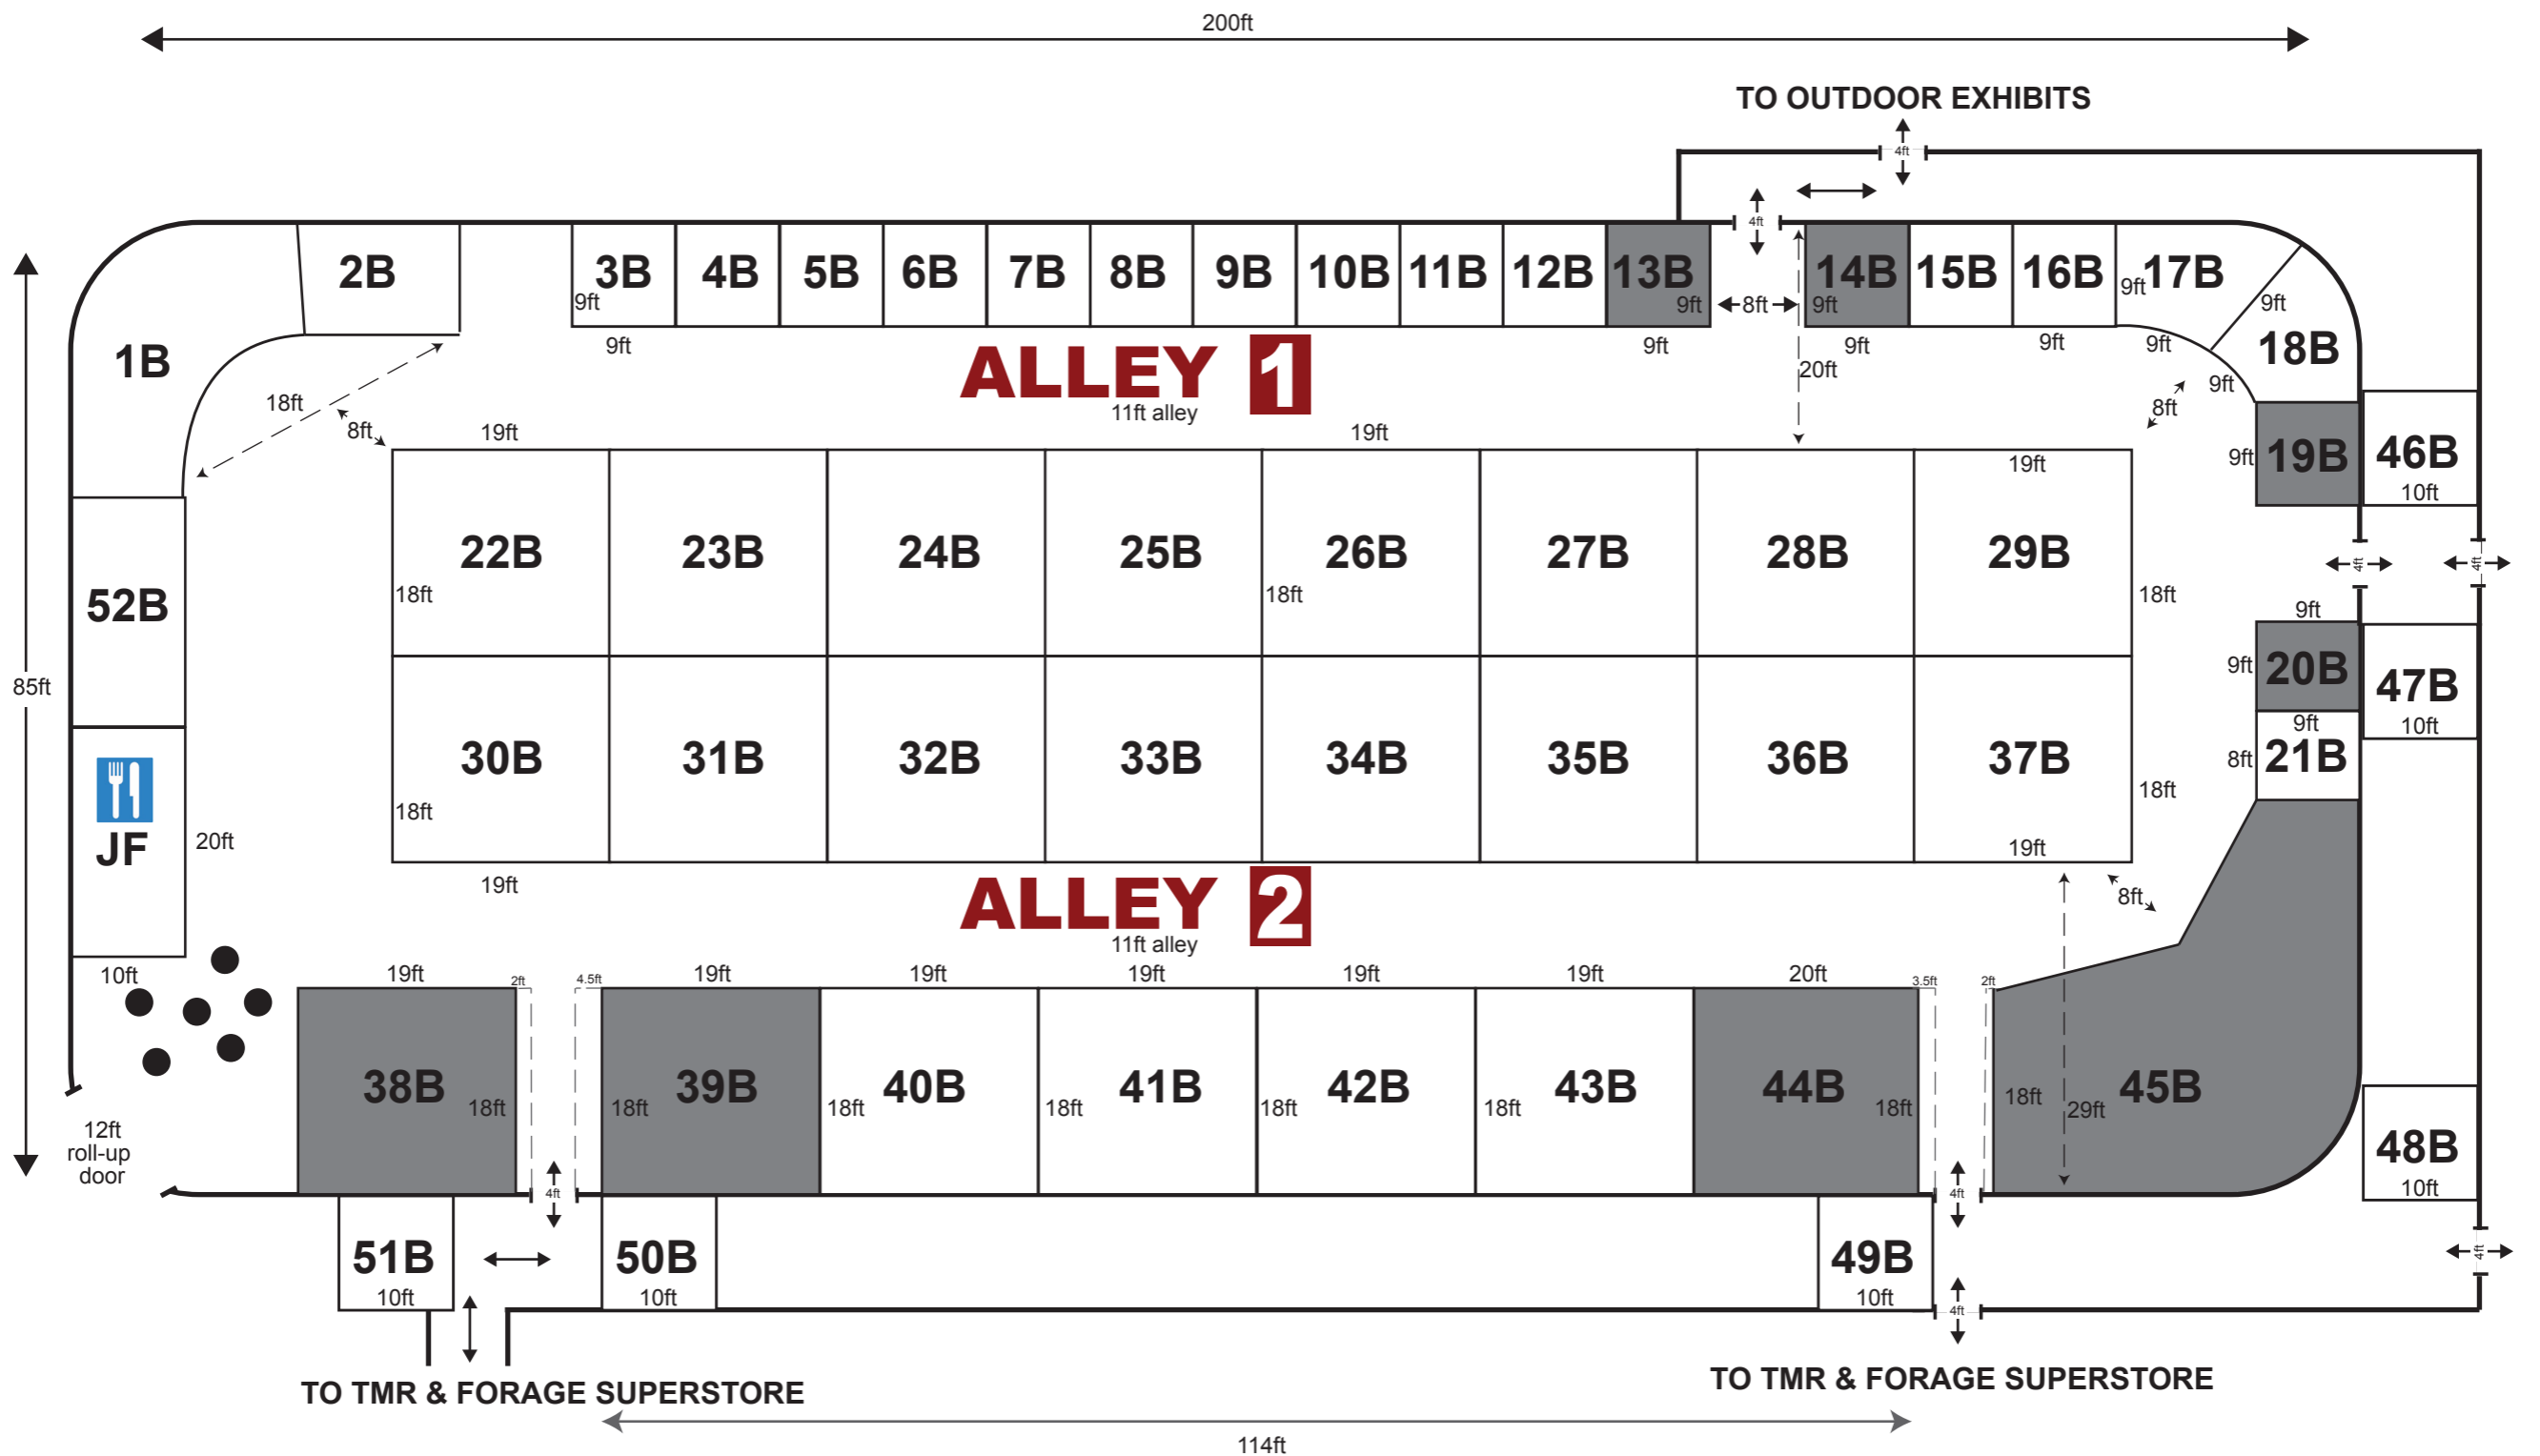 200ft
TO OUTDOOR EXHIBITS
4ft
4ft
2B
3B
4B
5B
6B
7B
8B
9B
10B
11B
12B
13B
14B
15B
16B
17B
9ft
9ft
8ft
9ft
9ft
9ft
1B
9ft
9ft
9ft
9ft
9ft
18B
ALLEY 1
11ft alley
20ft
9ft
18ft
8ft
8ft
19ft
19ft
19ft
9ft
19B
46B
10ft
22B
23B
24B
25B
26B
27B
28B
29B
18ft
18ft
18ft
4ft
4ft
52B
9ft
9ft
20B
47B
10ft
85ft
30B
31B
32B
33B
34B
35B
36B
37B
18ft
18ft
9ft
8ft
21B
JF
20ft
19ft
19ft
ALLEY 2
11ft alley
8ft
10ft
19ft
2ft
4.5ft
19ft
19ft
19ft
19ft
19ft
20ft
3.5ft
2ft
38B
39B
40B
41B
42B
43B
44B
45B
18ft
18ft
18ft
18ft
18ft
18ft
18ft
18ft
29ft
12ft
roll-up
door
48B
10ft
4ft
4ft
51B
50B
49B
10ft
10ft
10ft
4ft
4ft
TO TMR & FORAGE SUPERSTORE
TO TMR & FORAGE SUPERSTORE
114ft